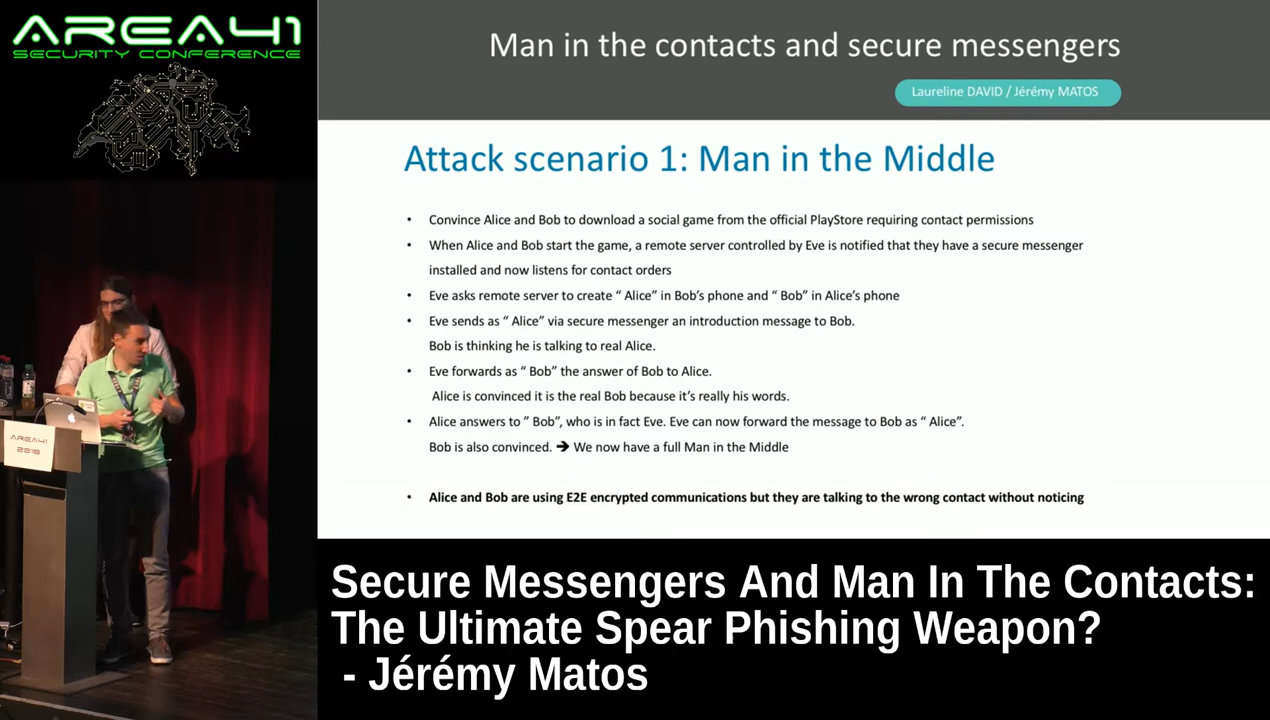 AREA41
SECURITY CONFERENCE
Man in the contacts and secure messengers
Laureline DAVID / Jérémy MATOS
Attack scenario 1: Man in the Middle
• Convince Alice and Bob to download a social game from the official PlayStore requiring contact permissions
• When Alice and Bob start the game, a remote server controlled by Eve is notified that they have a secure messenger
installed and now listens for contact orders
• Eve asks remote server to create “ Alice” in Bob’s phone and “ Bob” in Alice’s phone
• Eve sends as “ Alice” via secure messenger an introduction message to Bob.
Bob is thinking he is talking to real Alice.
• Eve forwards as “ Bob” the answer of Bob to Alice.
Alice is convinced it is the real Bob because it’s really his words.
• Alice answers to ” Bob”, who is in fact Eve. Eve can now forward the message to Bob as “ Alice”.
Bob is also convinced. ➔ We now have a full Man in the Middle
• Alice and Bob are using E2E encrypted communications but they are talking to the wrong contact without noticing
AREA41
2018
Secure Messengers And Man In The Contacts:
The Ultimate Spear Phishing Weapon?
- Jérémy Matos